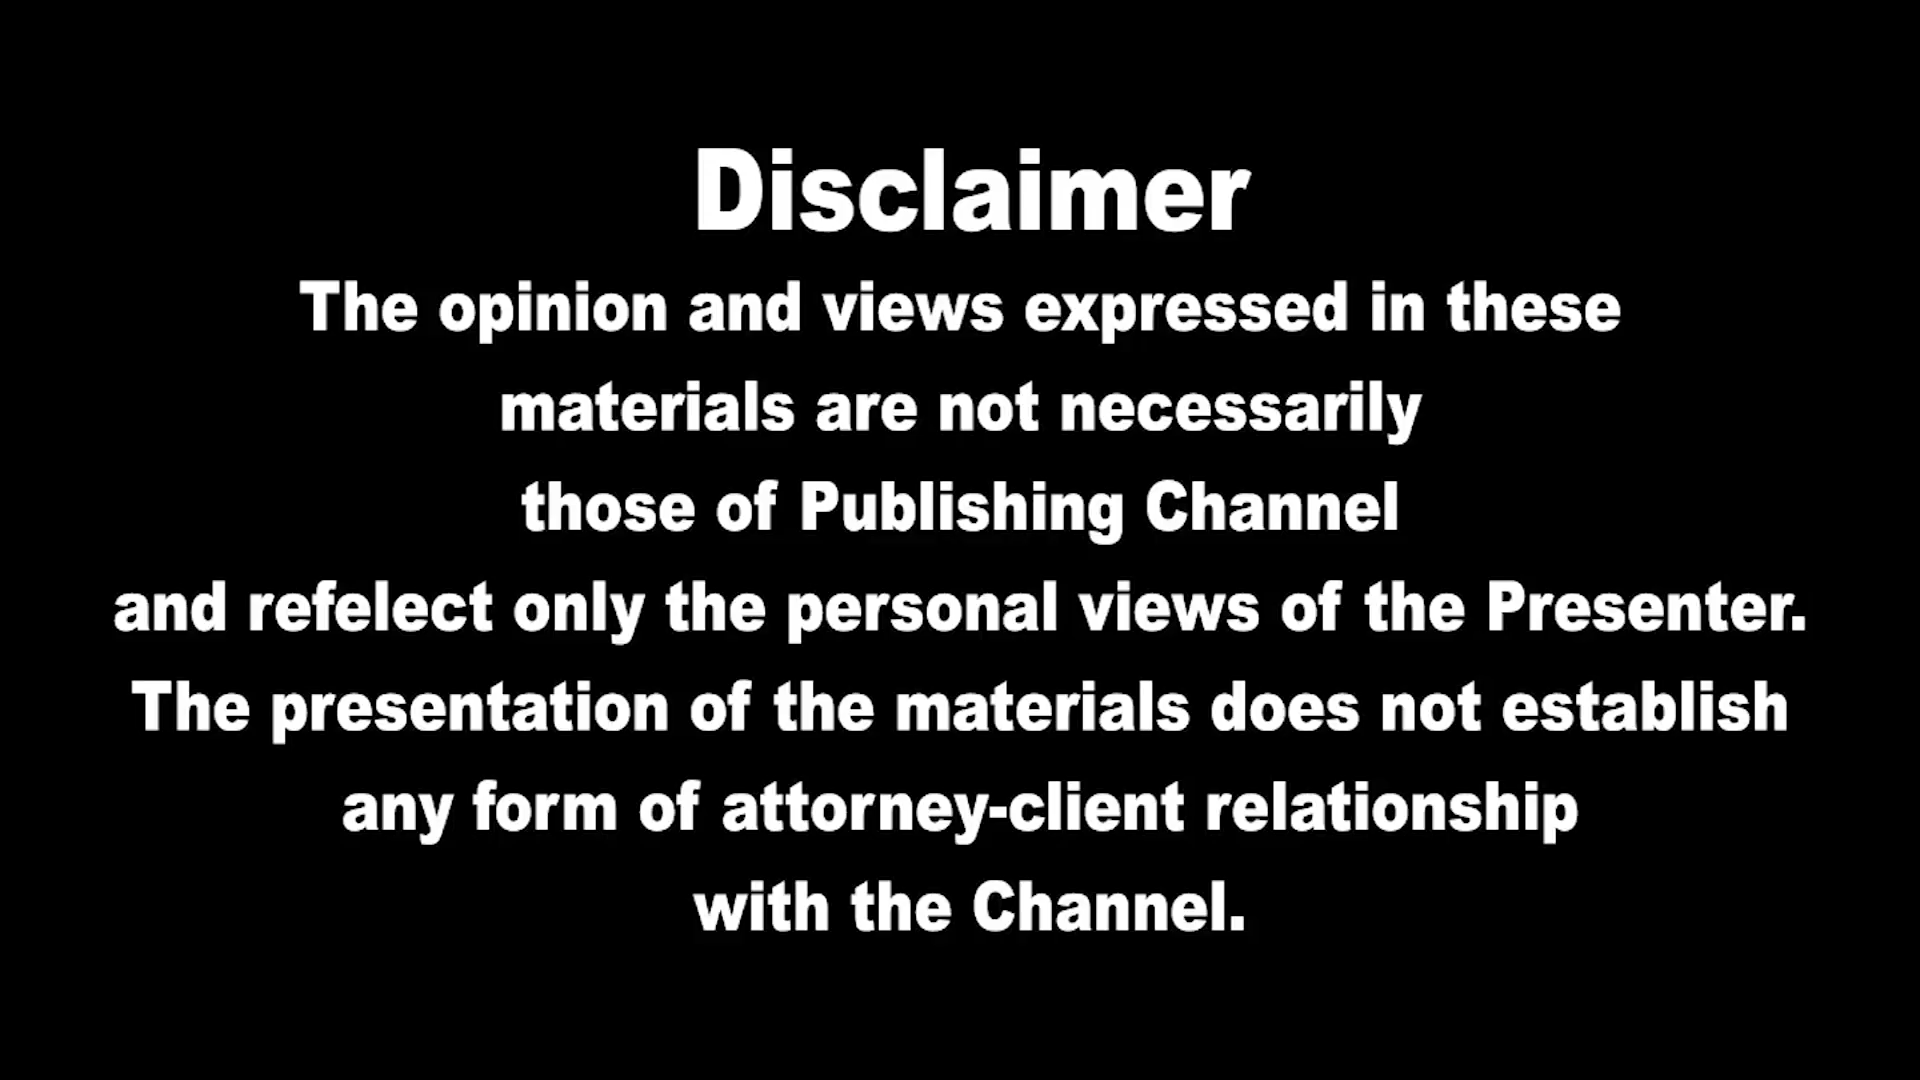 Disclaimer
The opinion and views expressed in these
materials are not necessarily
those of Publishing Channel
and refelect only the personal views of the Presenter.
The presentation of the materials does not establish
any form of attorney-client relationship
with the Channel.